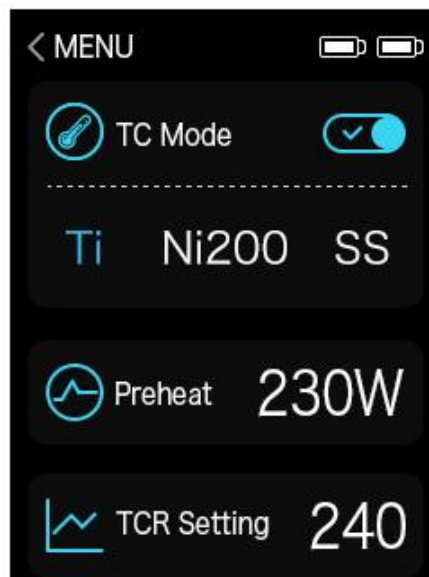 < MENU
TC Mode
Ti Ni200 SS
Preheat 230W
TCR Setting 240